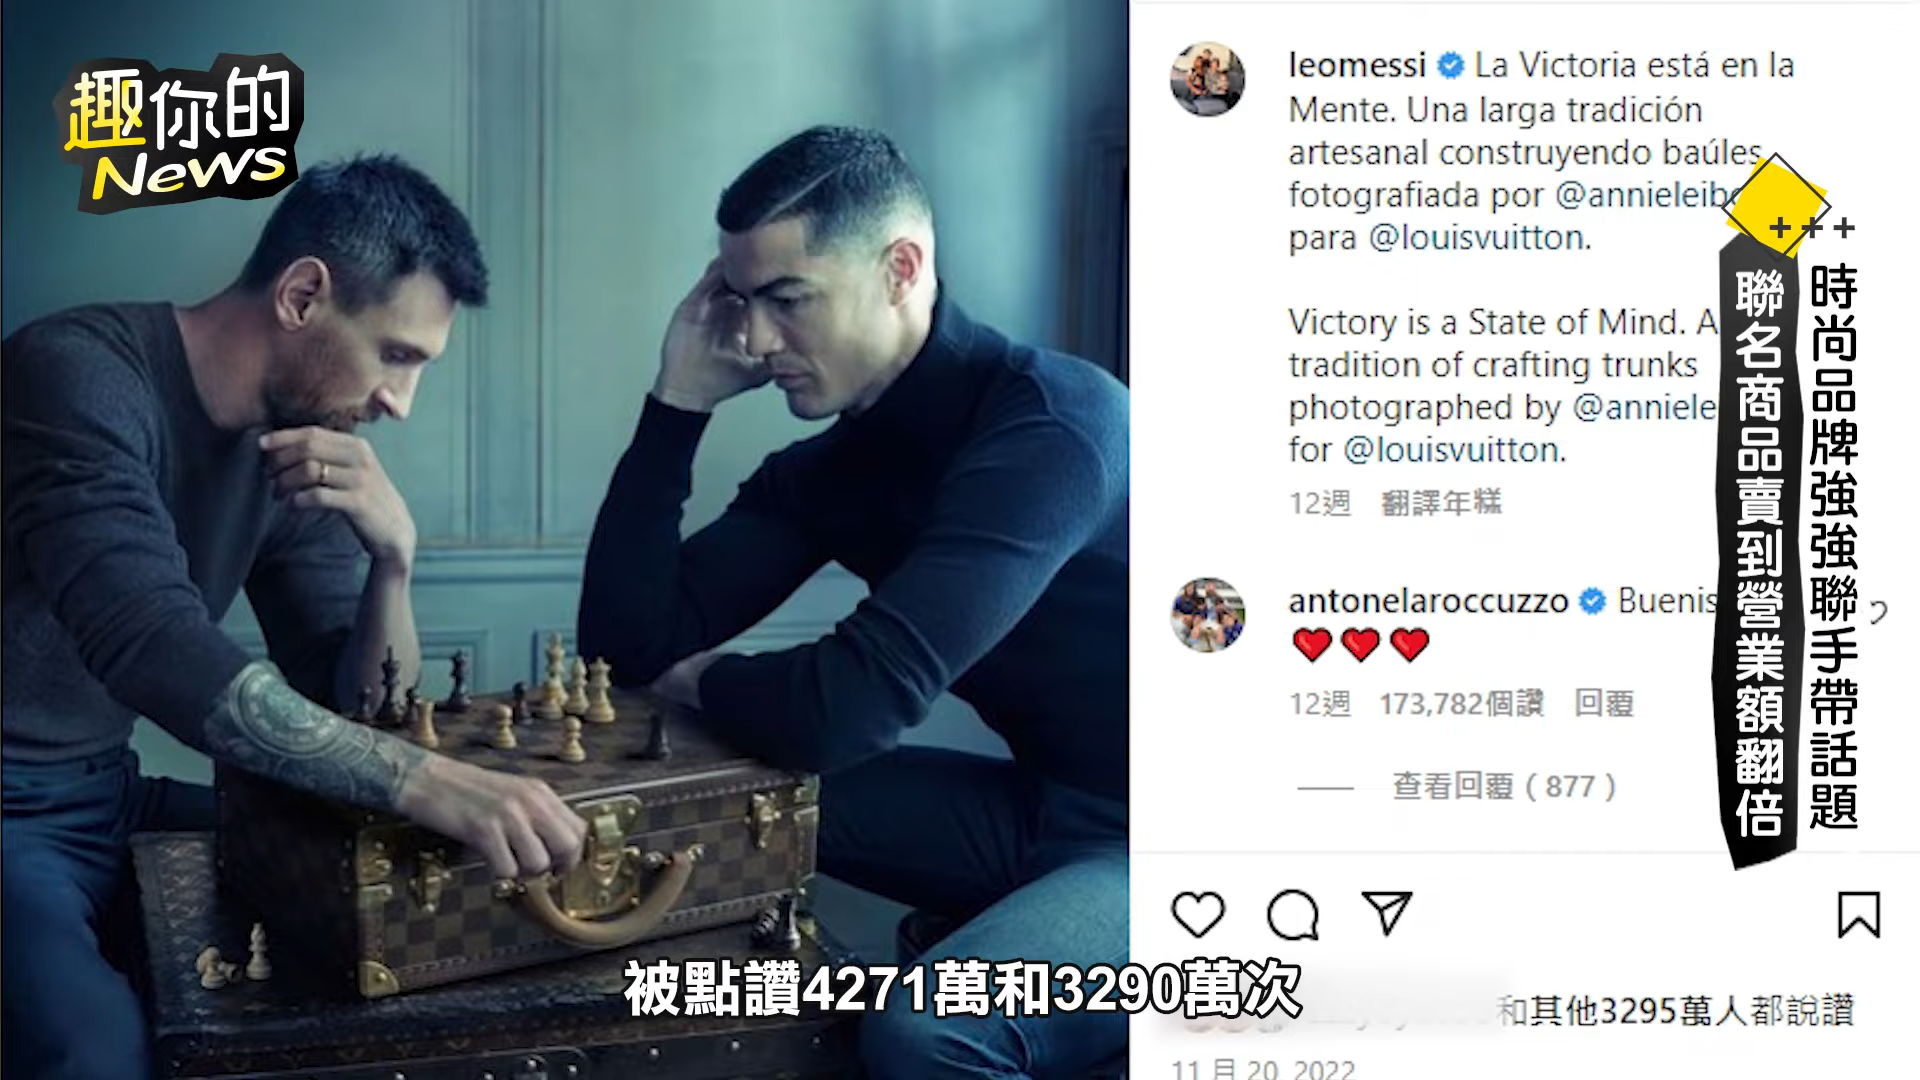 趣你的
News
leomessi La Victoria está en la
Mente. Una larga tradición
artesanal construyendo baúles
fotografiada por @annieleibo
para @louisvuitton.
Victory is a State of Mind. A
tradition of crafting trunks
photographed by @anniele
for @louisvuitton.
12週 翻譯年糕
antonelaroccuzzo Buenis
12週 173,782個讚 回覆
查看回覆（877）
和其他3295萬人都說讚
11月 20, 2022
時尚品牌強強聯手帶話題
聯名商品賣到營業額翻倍
被點讚4271萬和3290萬次